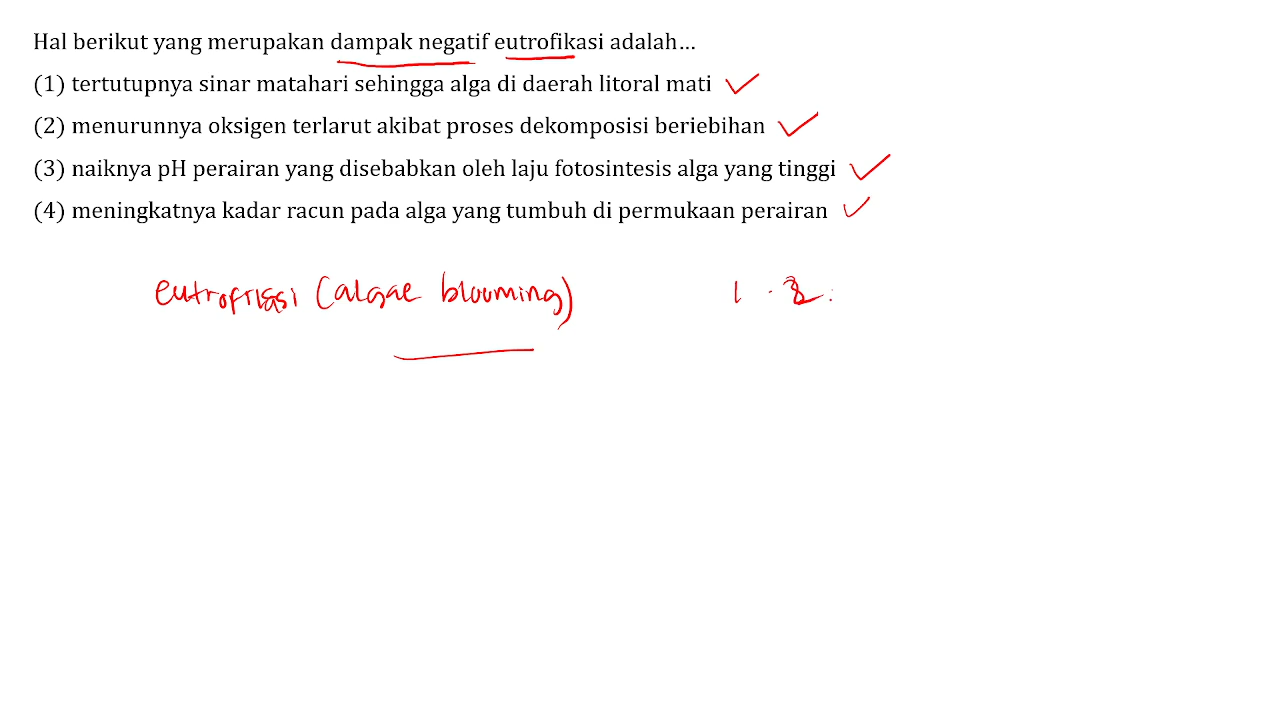 Hal berikut yang merupakan dampak negatif eutrofikasi adalah...
(1) tertutupnya sinar matahari sehingga alga di daerah litoral mati
(2) menurunnya oksigen terlarut akibat proses dekomposisi beriebihan
(3) naiknya pH perairan yang disebabkan oleh laju fotosintesis alga yang tinggi
(4) meningkatnya kadar racun pada alga yang tumbuh di permukaan perairan
(algae blooming)